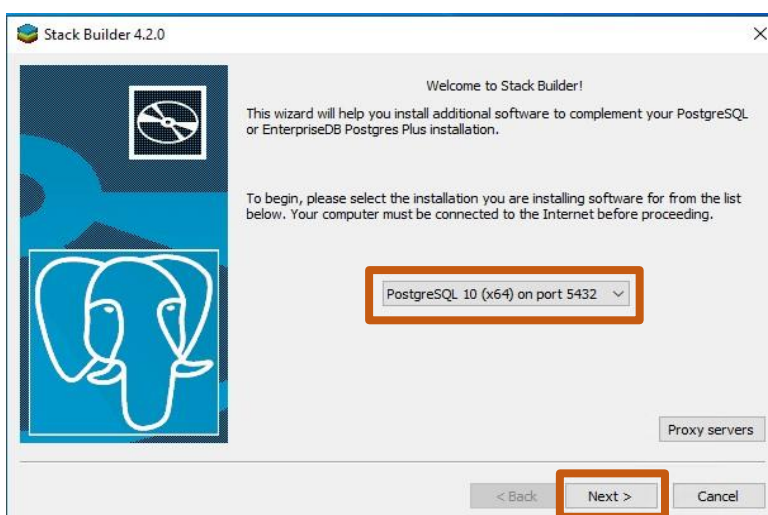 Stack Builder 4.2.0
Welcome to Stack Builder!
This wizard will help you install additional software to complement your PostgreSQL
or EnterpriseDB Postgres Plus installation.
To begin, please select the installation you are installing software for from the list
below. Your computer must be connected to the Internet before proceeding.
PostgreSQL 10 (x64) on port 5432
Proxy servers
< Back Next > Cancel